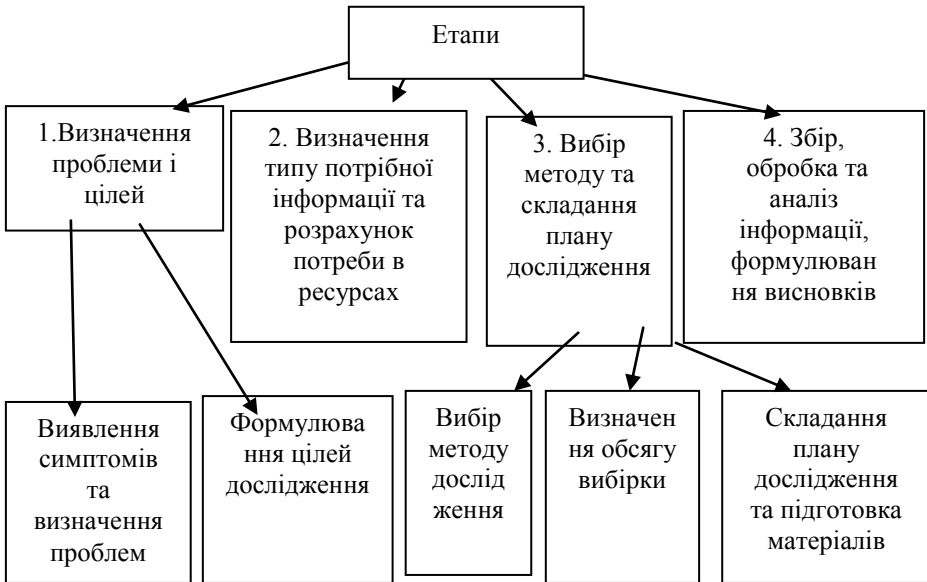 Етапи
1.Визначення
проблеми і
цілей
2. Визначення
типу потрібної
інформації та
розрахунок
потреби в
ресурсах
3. Вибір
методу та
складання
плану
дослідження
4. Збір,
обробка та
аналіз
інформації,
формулюван
ня висновків
Виявлення
симптомів
та
визначення
проблем
Формулюва
ння цілей
дослідження
Вибір
методу
дослід
ження
Визначен
ня обсягу
вибірки
Складання
плану
дослідження
та підготовка
матеріалів